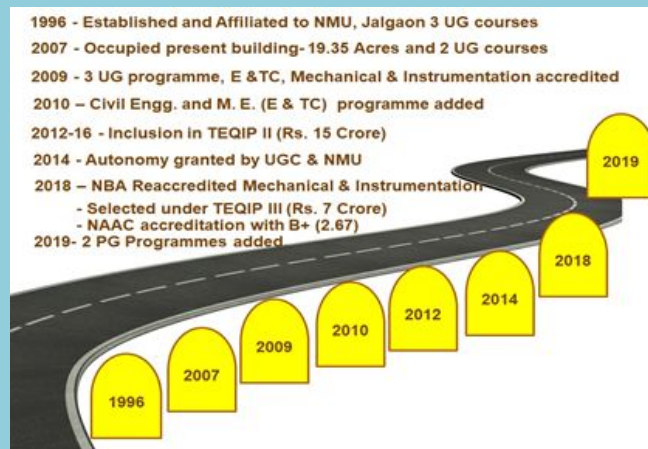 1996 - Established and Affiliated to NMU, Jalgaon 3 UG courses
2007 - Occupied present building- 19.35 Acres and 2 UG courses
2009 - 3 UG programme, E &TC, Mechanical & Instrumentation accredited
2010 – Civil Engg. and M. E. (E & TC) programme added
2012-16 - Inclusion in TEQIP II (Rs. 15 Crore)
2014 - Autonomy granted by UGC & NMU
2018 – NBA Reaccredited Mechanical & Instrumentation
- Selected under TEQIP III (Rs. 7 Crore)
- NAAC accreditation with B+ (2.67)
2019- 2 PG Programmes added
1996
2007
2009
2010
2012
2014
2018
2019